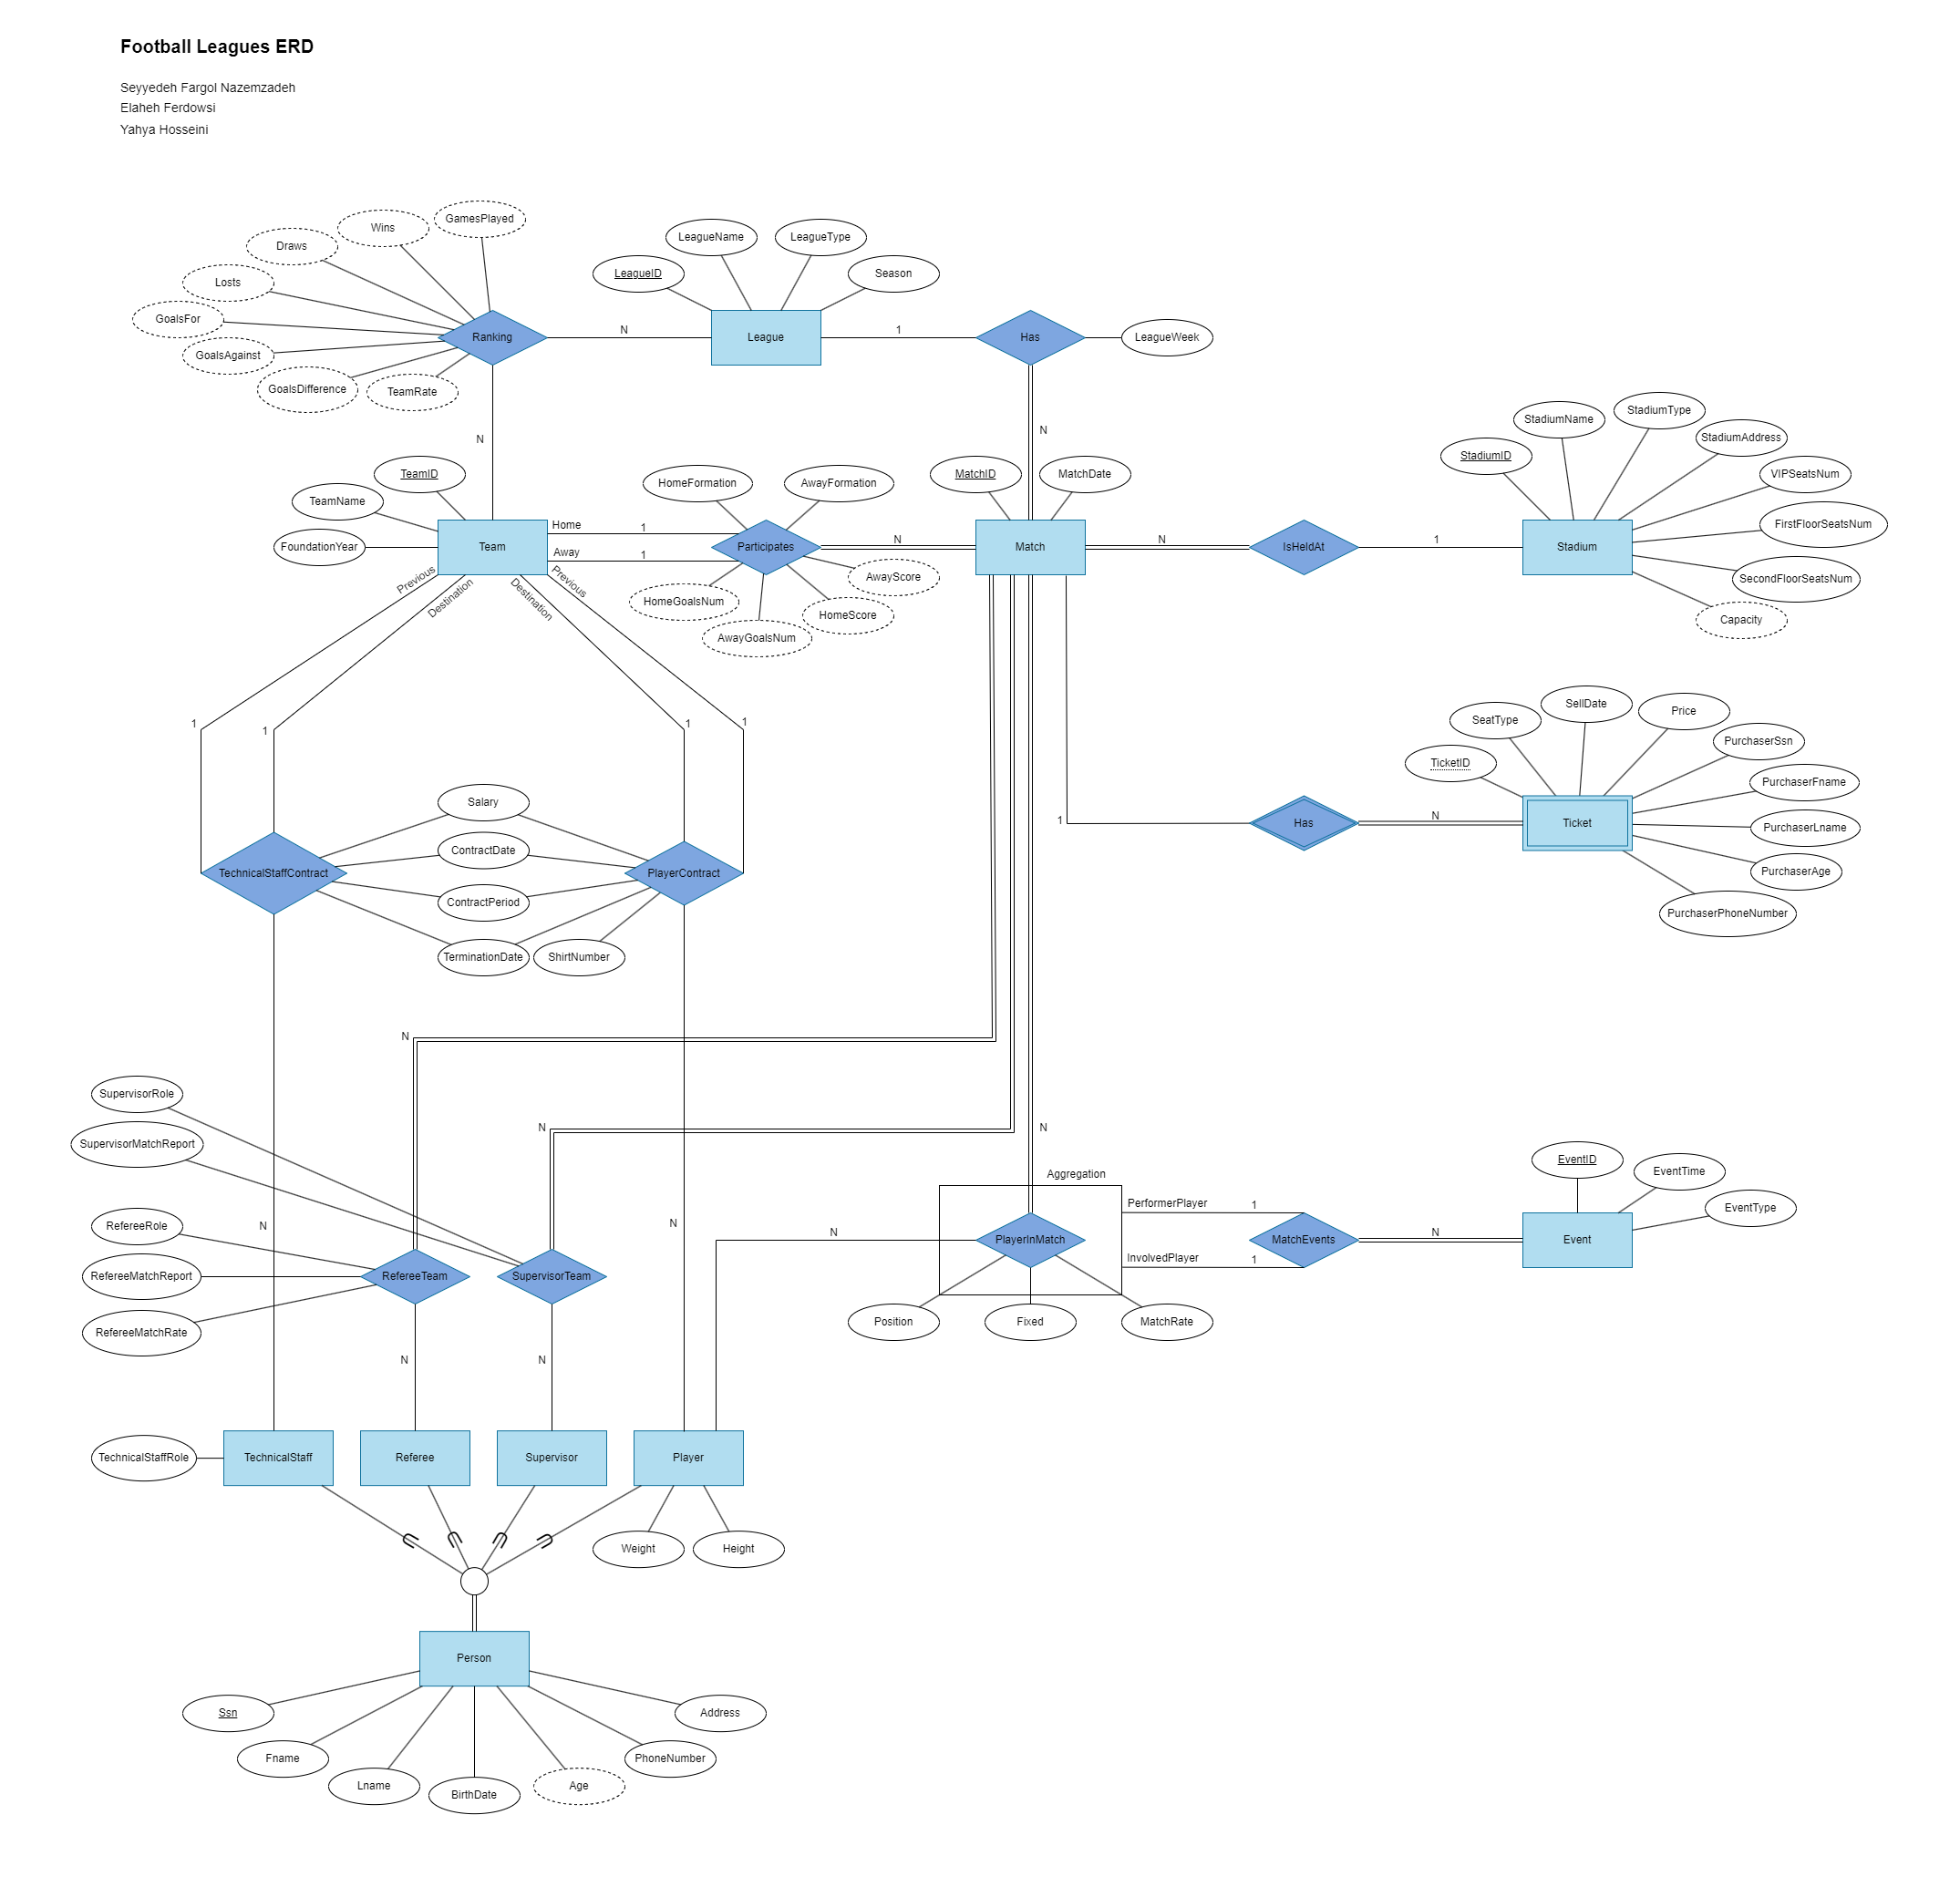 Football Leagues ERD
Seyyedeh Fargol Nazemzadeh
Elaheh Ferdowsi
Yahya Hosseini
GamesPlayed
Wins
Draws
Losts
GoalsFor
GoalsAgainst
GoalsDifference
TeamRate
Ranking
N
N
LeagueID
LeagueName
LeagueType
Season
League
1
Has
LeagueWeek
N
TeamID
TeamName
FoundationYear
Team
Home
1
Away
1
HomeFormation
AwayFormation
Participates
HomeGoalsNum
AwayGoalsNum
HomeScore
AwayScore
N
MatchID
MatchDate
Match
N
IsHeldAt
1
StadiumID
StadiumName
StadiumType
StadiumAddress
VIPSeatsNum
FirstFloorSeatsNum
SecondFloorSeatsNum
Capacity
Stadium
Previous
Destination
Destination
Previous
1
1
1
1
Salary
ContractDate
ContractPeriod
TerminationDate
ShirtNumber
TechnicalStaffContract
PlayerContract
1
Has
N
TicketID
SeatType
SellDate
Price
PurchaserSsn
PurchaserFname
PurchaserLname
PurchaserAge
PurchaserPhoneNumber
Ticket
N
N
N
SupervisorRole
SupervisorMatchReport
RefereeRole
RefereeMatchReport
RefereeMatchRate
N
RefereeTeam
SupervisorTeam
N
N
N
N
Aggregation
PlayerInMatch
Position
Fixed
MatchRate
PerformerPlayer
1
InvolvedPlayer
1
MatchEvents
N
EventID
EventTime
EventType
Event
TechnicalStaffRole
TechnicalStaff
Referee
Supervisor
Player
Weight
Height
Person
Ssn
Fname
Lname
BirthDate
Age
PhoneNumber
Address